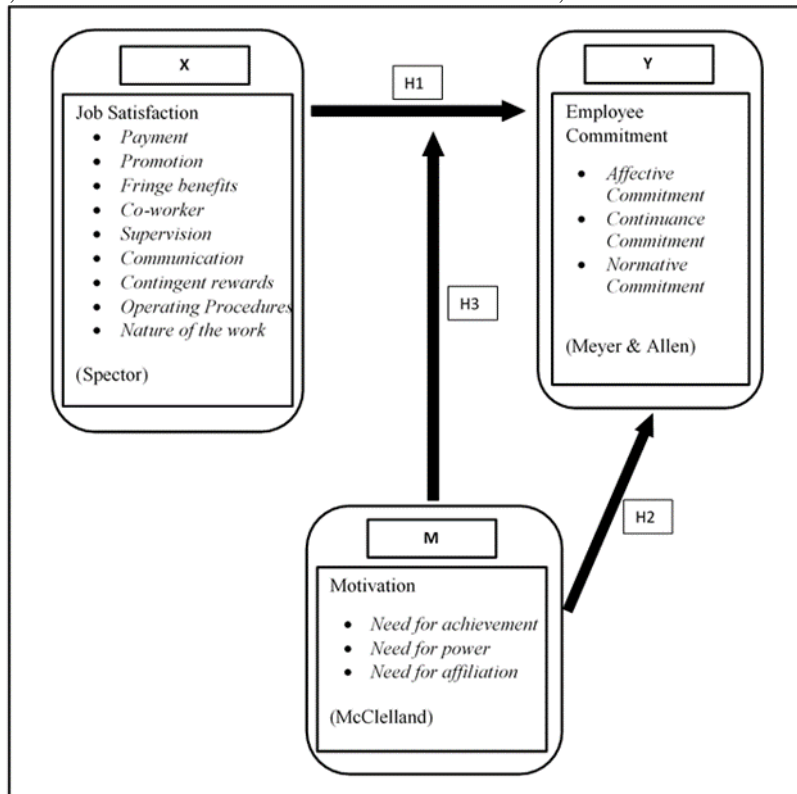 X
Job Satisfaction
• Payment
• Promotion
• Fringe benefits
• Co-worker
• Supervision
• Communication
• Contingent rewards
• Operating Procedures
• Nature of the work
(Spector)
H1
Y
Employee
Commitment
• Affective
Commitment
• Continuance
Commitment
• Normative
Commitment
(Meyer & Allen)
H3
H2
M
Motivation
• Need for achievement
• Need for power
• Need for affiliation
(McClelland)